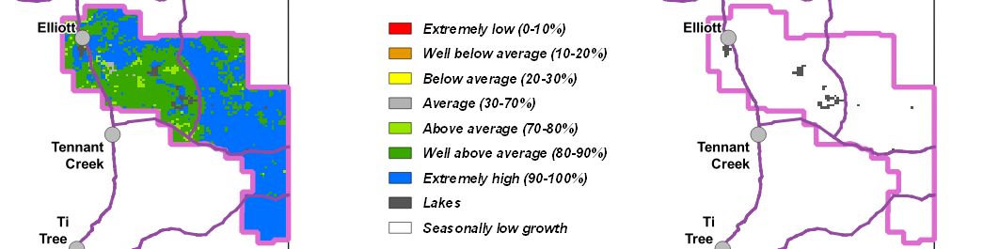 Elliott
Tennant
Creek
Ti
Tree
Extremely low (0-10%)
Well below average (10-20%)
Below average (20-30%)
Average (30-70%)
Above average (70-80%)
Well above average (80-90%)
Extremely high (90-100%)
Lakes
Seasonally low growth
Elliott
Tennant
Creek
Ti
Tree